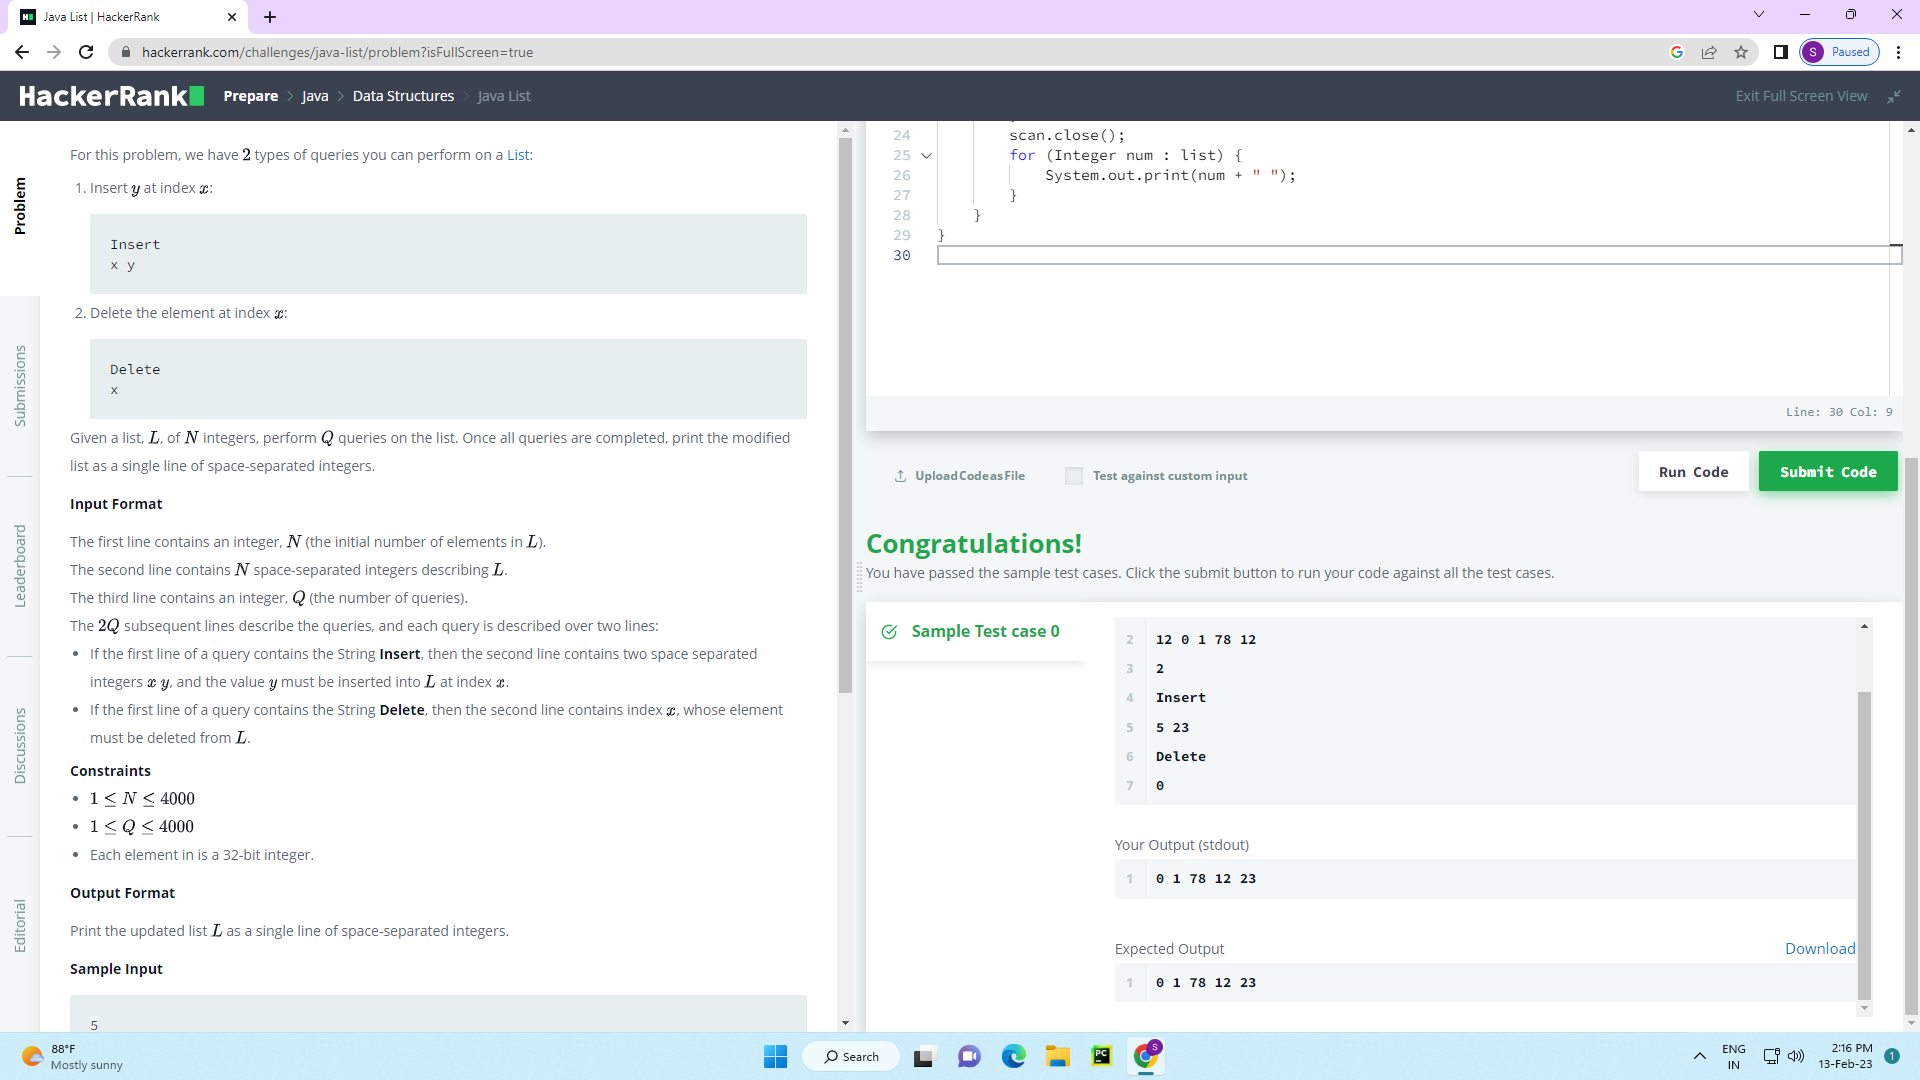 Java List | HackerRank
hackerrank.com/challenges/java-list/problem?isFullScreen=true
S Paused
HackerRank
Prepare > Java > Data Structures > Java List
Exit Full Screen View
Problem
Submissions
Leaderboard
Discussions
Editorial
For this problem, we have 2 types of queries you can perform on a List:
1. Insert y at index x:
Insert
x y
2. Delete the element at index x:
Delete
x
Given a list, L, of N integers, perform Q queries on the list. Once all queries are completed, print the modified
list as a single line of space-separated integers.
Input Format
The first line contains an integer, N (the initial number of elements in L).
The second line contains N space-separated integers describing L.
The third line contains an integer, Q (the number of queries).
The 2Q subsequent lines describe the queries, and each query is described over two lines:
• If the first line of a query contains the String Insert, then the second line contains two space separated
integers x y, and the value y must be inserted into L at index x.
• If the first line of a query contains the String Delete, then the second line contains index x, whose element
must be deleted from L.
Constraints
• 1 ≤ N ≤ 4000
• 1 ≤ Q ≤ 4000
• Each element in is a 32-bit integer.
Output Format
Print the updated list L as a single line of space-separated integers.
Sample Input
5
24 scan.close();
25 for (Integer num : list) {
26 System.out.print(num + " ");
27 }
28 }
29 }
30
Line: 30 Col: 9
Upload Code as File
Test against custom input
Run Code
Submit Code
Congratulations!
You have passed the sample test cases. Click the submit button to run your code against all the test cases.
Sample Test case 0
2 12 0 1 78 12
3 2
4 Insert
5 5 23
6 Delete
7 0
Your Output (stdout)
1 0 1 78 12 23
Expected Output
Download
1 0 1 78 12 23
88°F
Mostly sunny
Search
PC
S
ENG
IN
2:16 PM
13-Feb-23
1